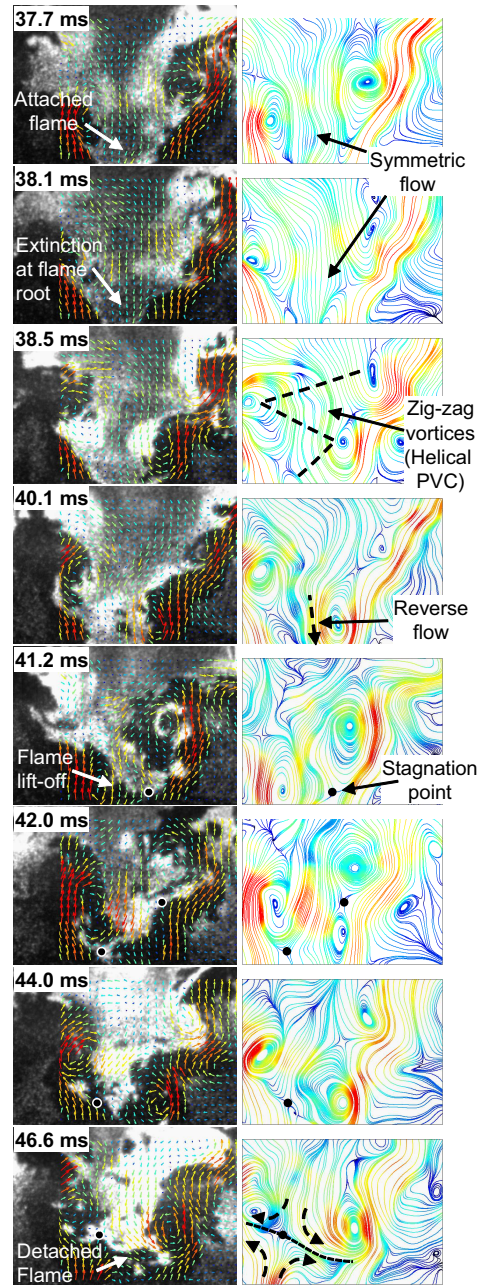 37.7 ms
Attached
flame
Symmetric
flow
38.1 ms
Extinction
at flame
root
38.5 ms
Zig-zag
vortices
(Helical
PVC)
40.1 ms
Reverse
flow
41.2 ms
Flame
lift-off
Stagnation
point
42.0 ms
44.0 ms
46.6 ms
Detached
Flame